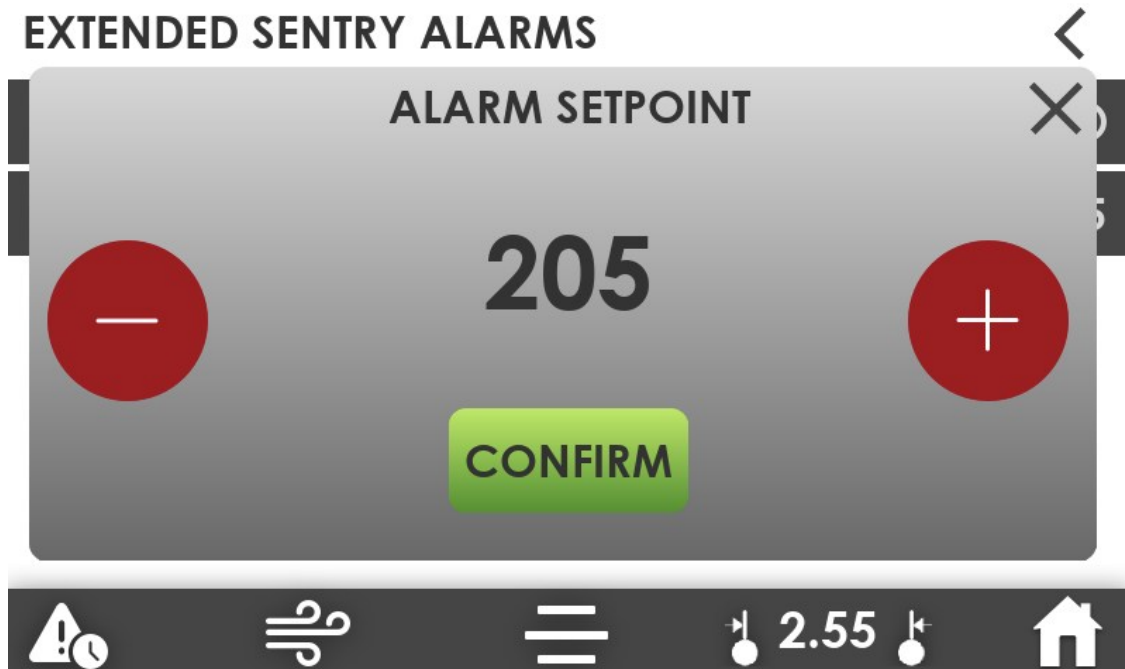 EXTENDED SENTRY ALARMS
ALARM SETPOINT
205
CONFIRM
2.55